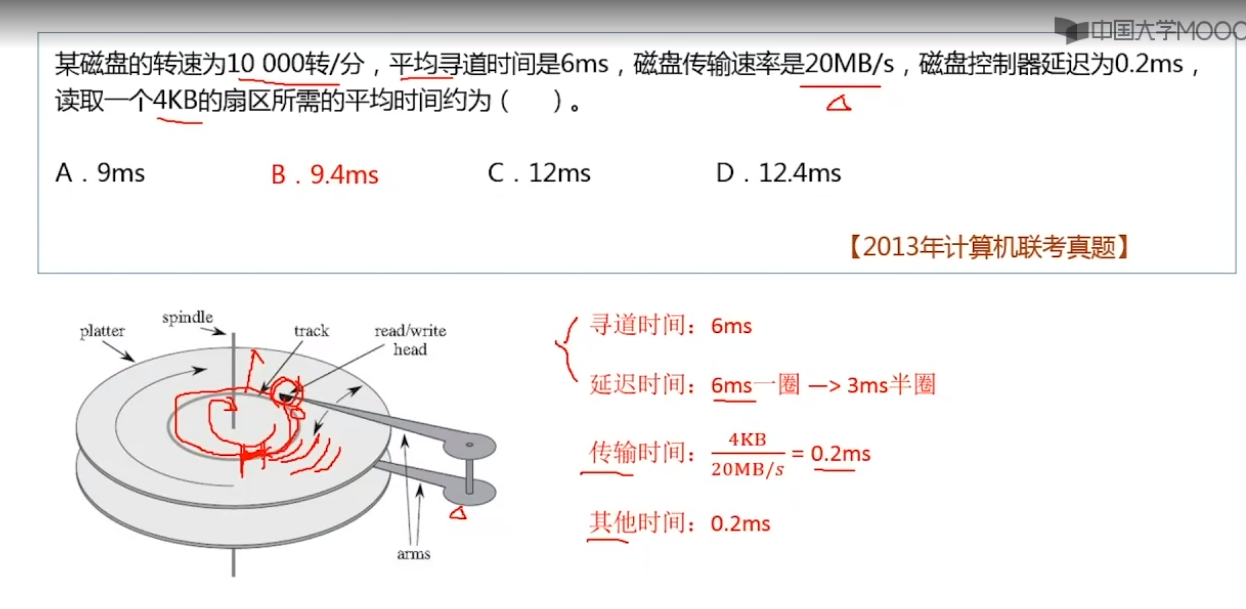 中国大学MOOC
某磁盘的转速为10 000转/分，平均寻道时间是6ms，磁盘传输速率是20MB/s，磁盘控制器延迟为0.2ms，
读取一个4KB的扇区所需的平均时间约为（ ）。
A．9ms B．9.4ms C．12ms D．12.4ms
【2013年计算机联考真题】
platter
spindle
track
read/write
head
arms
寻道时间：6ms
延迟时间：6ms一圈 —> 3ms半圈
传输时间：4KB/20MB/s = 0.2ms
其他时间：0.2ms